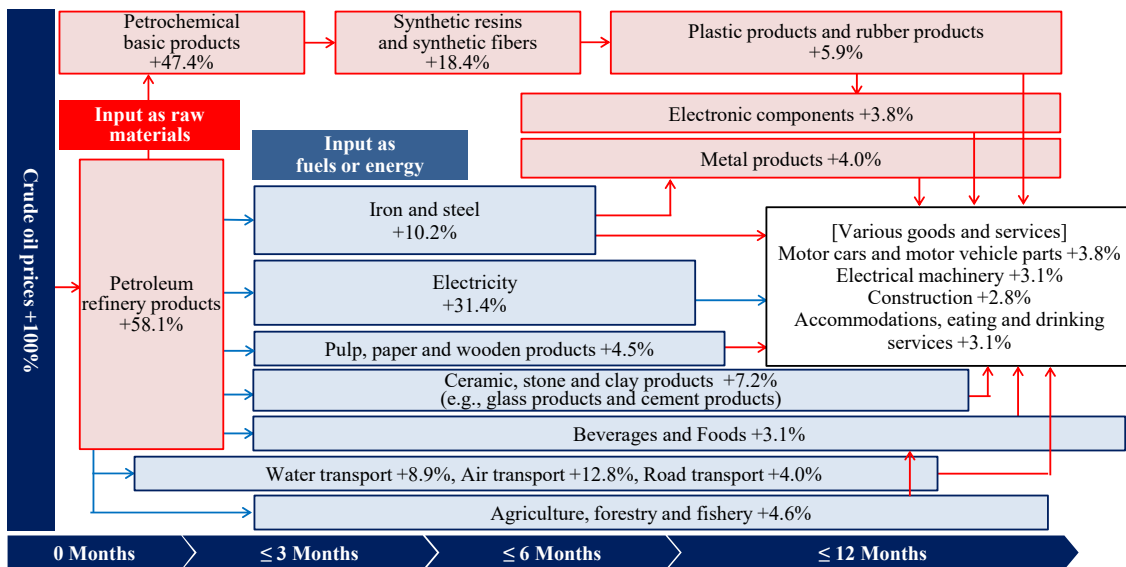 Crude oil prices +100%
Petrochemical
basic products
+47.4%
Synthetic resins
and synthetic fibers
+18.4%
Plastic products and rubber products
+5.9%
Input as raw
materials
Electronic components +3.8%
Input as
fuels or energy
Metal products +4.0%
Petroleum
refinery products
+58.1%
Iron and steel
+10.2%
[Various goods and services]
Motor cars and motor vehicle parts +3.8%
Electrical machinery +3.1%
Construction +2.8%
Accommodations, eating and drinking
services +3.1%
Electricity
+31.4%
Pulp, paper and wooden products +4.5%
Ceramic, stone and clay products +7.2%
(e.g., glass products and cement products)
Beverages and Foods +3.1%
Water transport +8.9%, Air transport +12.8%, Road transport +4.0%
Agriculture, forestry and fishery +4.6%
0 Months
≤ 3 Months
≤ 6 Months
≤ 12 Months